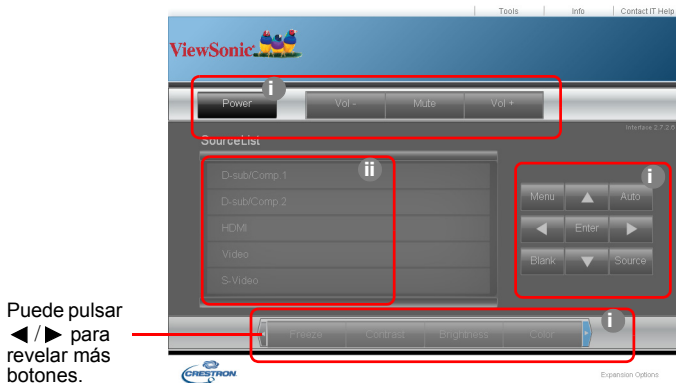 Tools Info Contact IT Help
ViewSonic
i
Power Vol - Mute Vol +
Interface 2.7.2.6
SourceList
ii
D-sub/Comp.1
D-sub/Comp.2
HDMI
Video
S-Video
i
Menu Auto
Enter
Blank Source
Puede pulsar
◀ / ▶ para
revelar más
botones.
i
Freeze Contrast Brightness Color
CRESTRON
Expansion Options